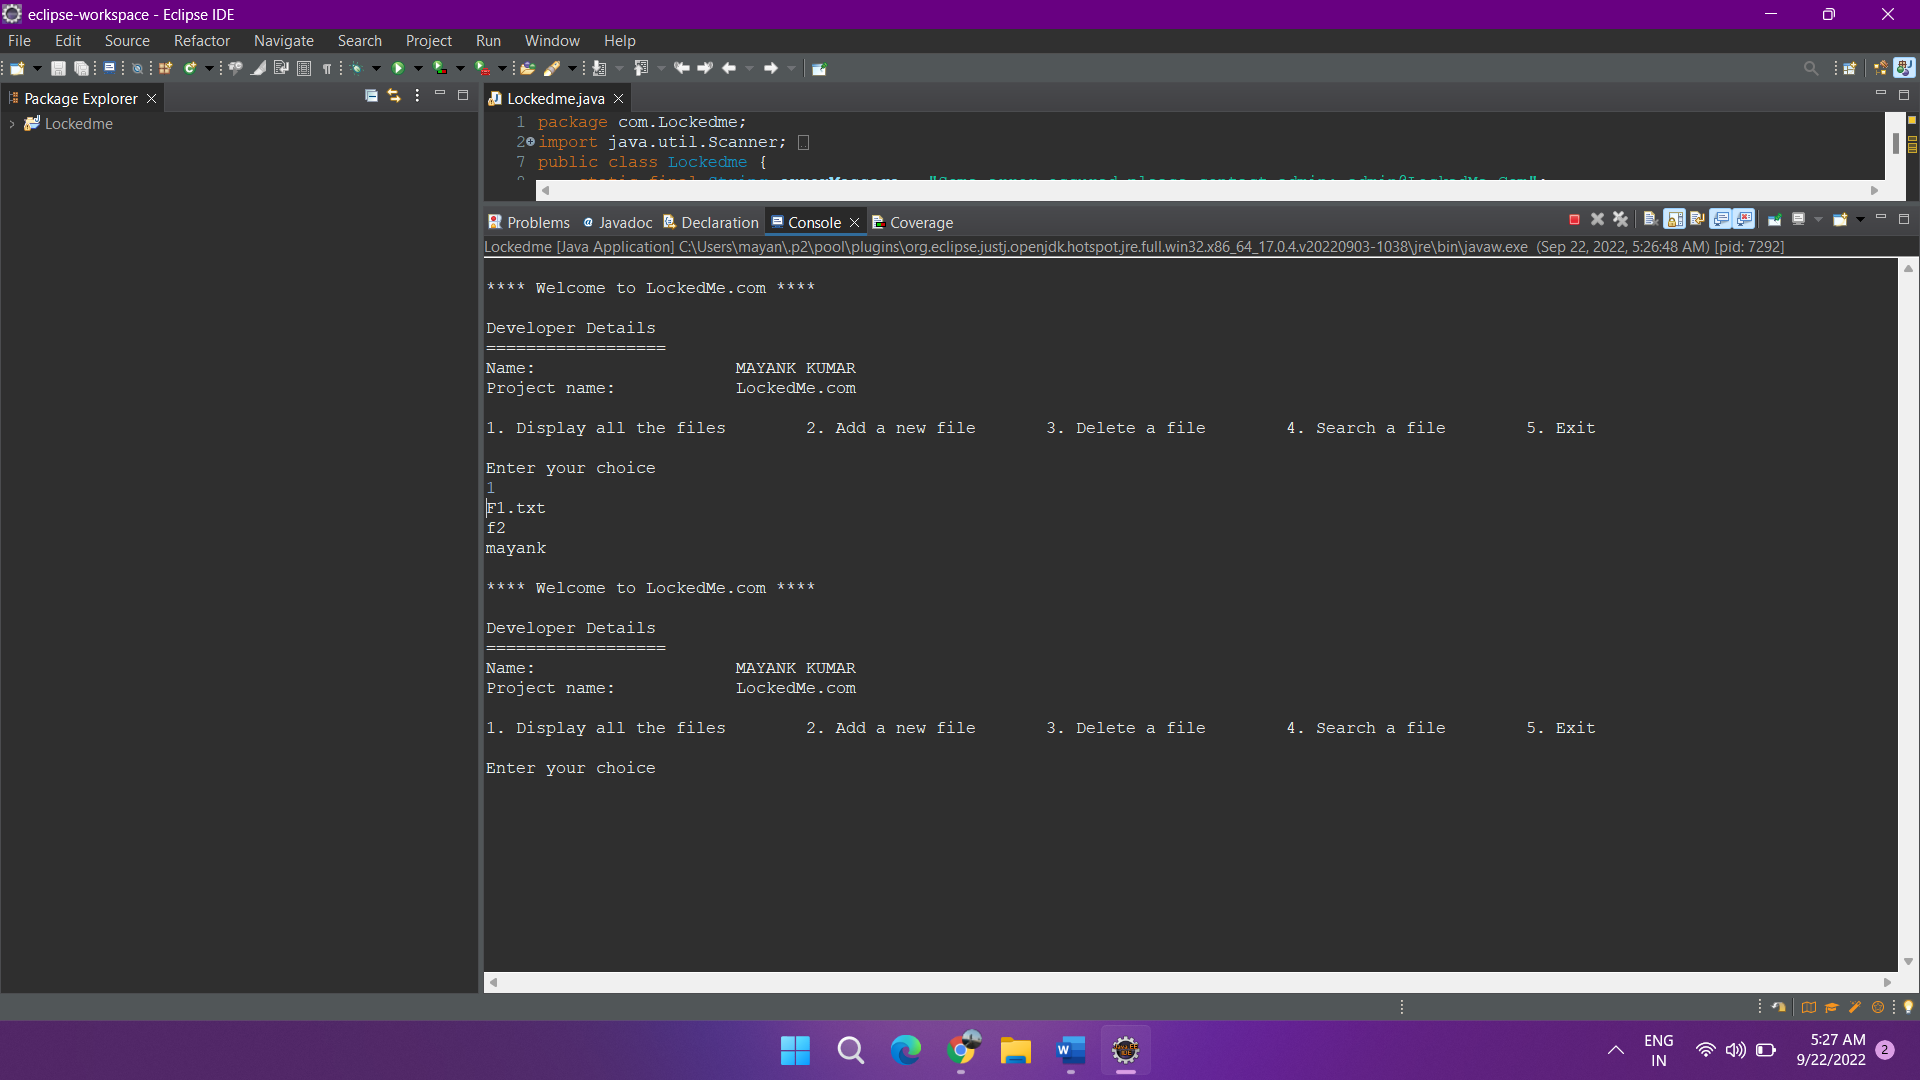 eclipse-workspace - Eclipse IDE
File Edit Source Refactor Navigate Search Project Run Window Help
Package Explorer
Lockedme
Lockedme.java
1 package com.Lockedme;
2 import java.util.Scanner;
7 public class Lockedme {
Problems Javadoc Declaration Console Coverage
Lockedme [Java Application] C:\Users\mayan\.p2\pool\plugins\org.eclipse.justj.openjdk.hotspot.jre.full.win32.x86_64_17.0.4.v20220903-1038\jre\bin\javaw.exe (Sep 22, 2022, 5:26:48 AM) [pid: 7292]
**** Welcome to LockedMe.com ****
Developer Details
==================
Name: MAYANK KUMAR
Project name: LockedMe.com
1. Display all the files 2. Add a new file 3. Delete a file 4. Search a file 5. Exit
Enter your choice
1
F1.txt
f2
mayank
**** Welcome to LockedMe.com ****
Developer Details
==================
Name: MAYANK KUMAR
Project name: LockedMe.com
1. Display all the files 2. Add a new file 3. Delete a file 4. Search a file 5. Exit
Enter your choice
ENG
IN
5:27 AM
9/22/2022
2